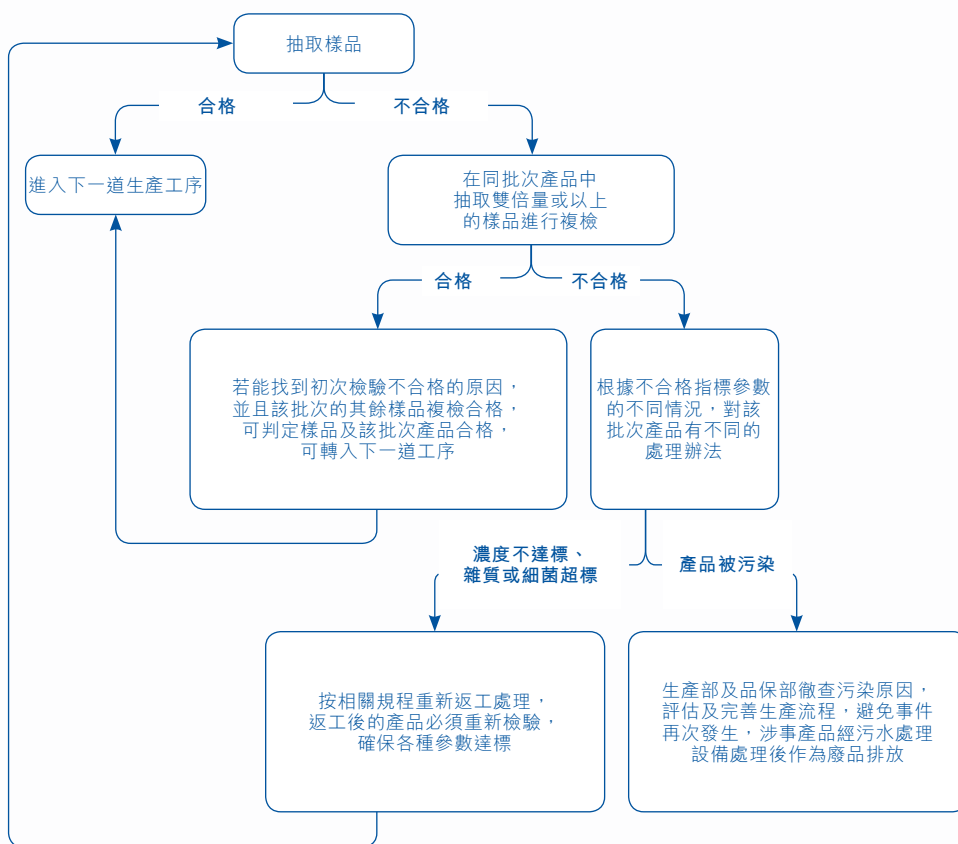 抽取樣品
合格
不合格
進入下一道生產工序
在同批次產品中
抽取雙倍量或以上
的樣品進行複檢
合格
不合格
若能找到初次檢驗不合格的原因，
並且該批次的其餘樣品複檢合格，
可判定樣品及該批次產品合格，
可轉入下一道工序
根據不合格指標參數
的不同情況，對該
批次產品有不同的
處理辦法
濃度不達標、
雜質或細菌超標
產品被污染
按相關規程重新返工處理，
返工後的產品必須重新檢驗，
確保各種參數達標
生產部及品保部徹查污染原因，
評估及完善生產流程，避免事件
再次發生，涉事產品經污水處理
設備處理後作為廢品排放